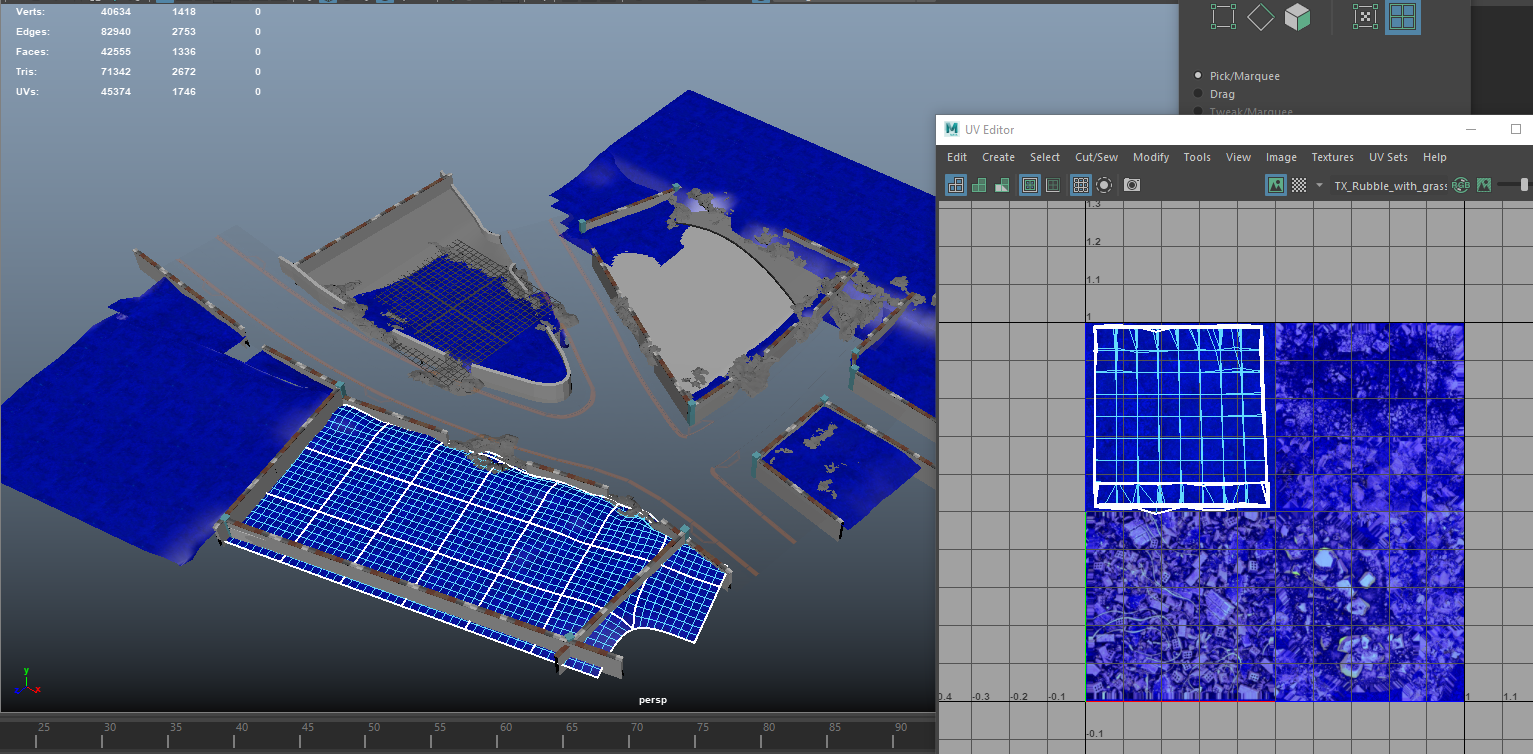 Verts: 40634 1418 0
Edges: 82940 2753 0
Faces: 42555 1336 0
Tris: 71342 2672 0
UVs: 45374 1746 0
Pick/Marquee
Drag
Tweak/Marquee
UV Editor
Edit Create Select Cut/Sew Modify Tools View Image Textures UV Sets Help
TX_Rubble_with_grass
1.3
1.2
1.1
1
0.4 -0.3 -0.2 -0.1 1 1.1
-0.1
y
x
persp
25 30 35 40 45 50 55 60 65 70 75 80 85 90